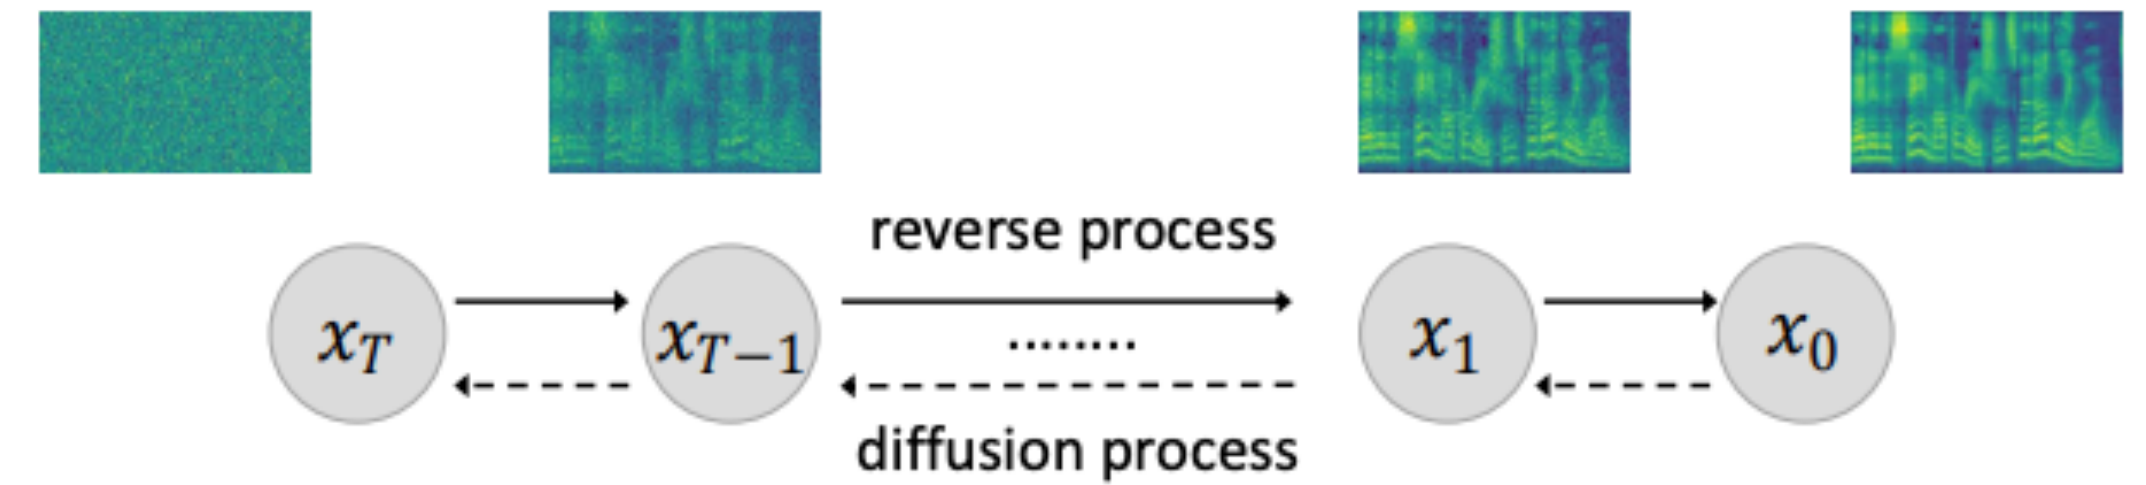 reverse process
x_T x_{T−1} ........ x_1 x_0
diffusion process